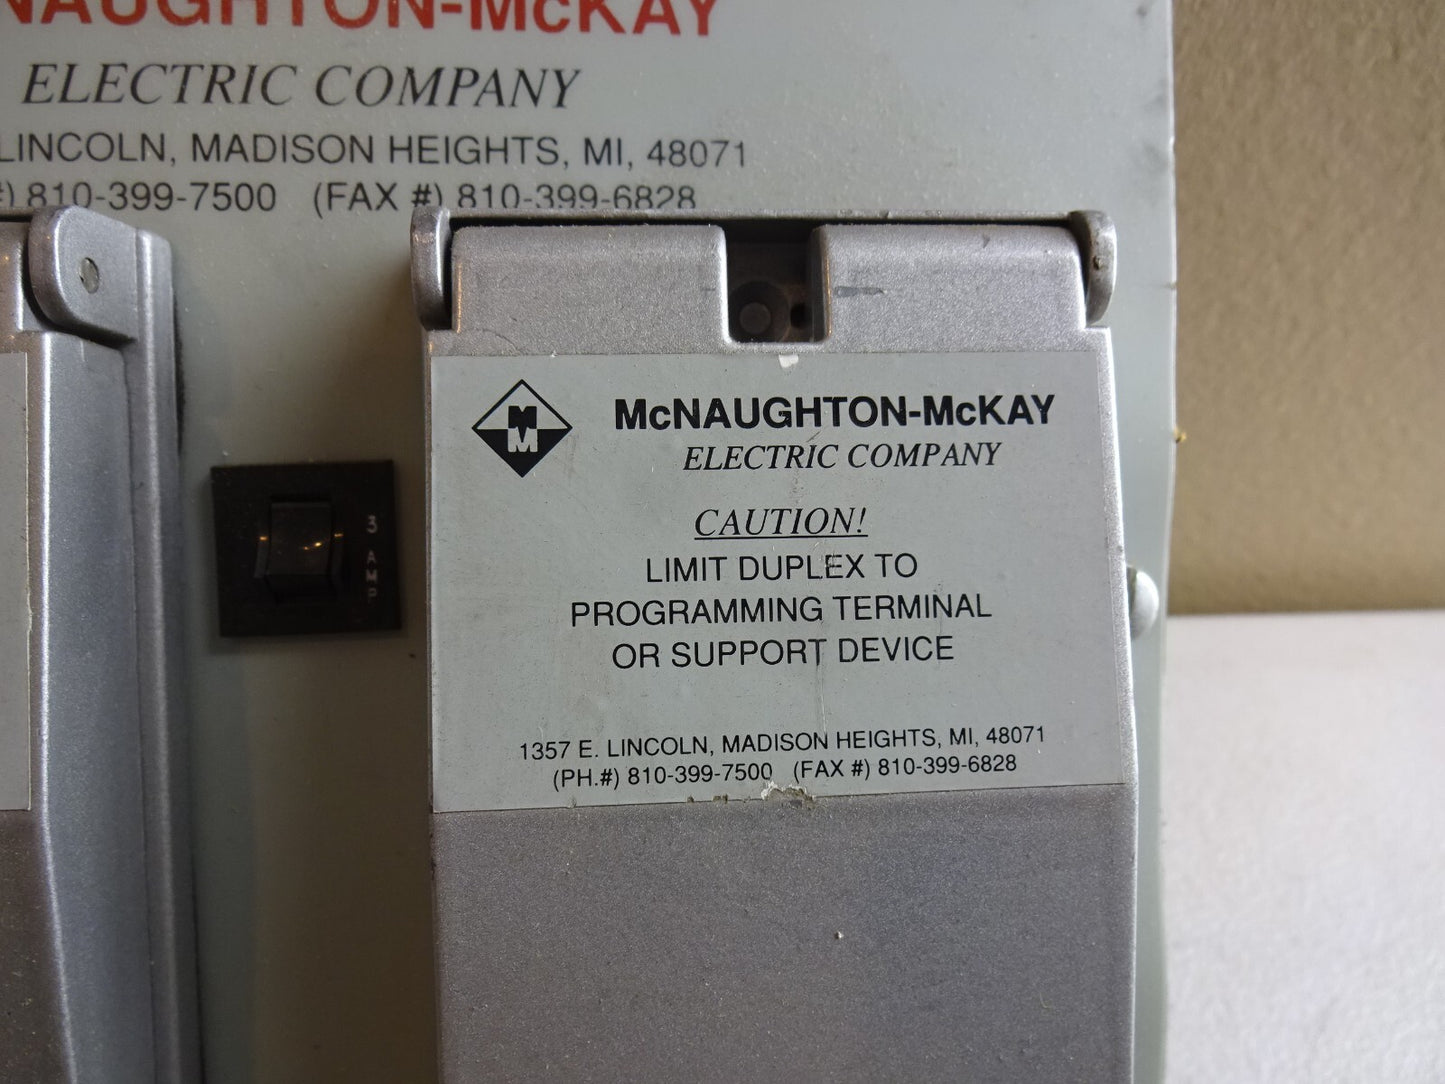 NAUGHTON-McKAY
ELECTRIC COMPANY
LINCOLN, MADISON HEIGHTS, MI, 48071
#) 810-399-7500 (FAX #) 810-399-6828
3 AMP
M
M
McNAUGHTON-McKAY
ELECTRIC COMPANY
CAUTION!
LIMIT DUPLEX TO
PROGRAMMING TERMINAL
OR SUPPORT DEVICE
1357 E. LINCOLN, MADISON HEIGHTS, MI, 48071
(PH.#) 810-399-7500 (FAX #) 810-399-6828